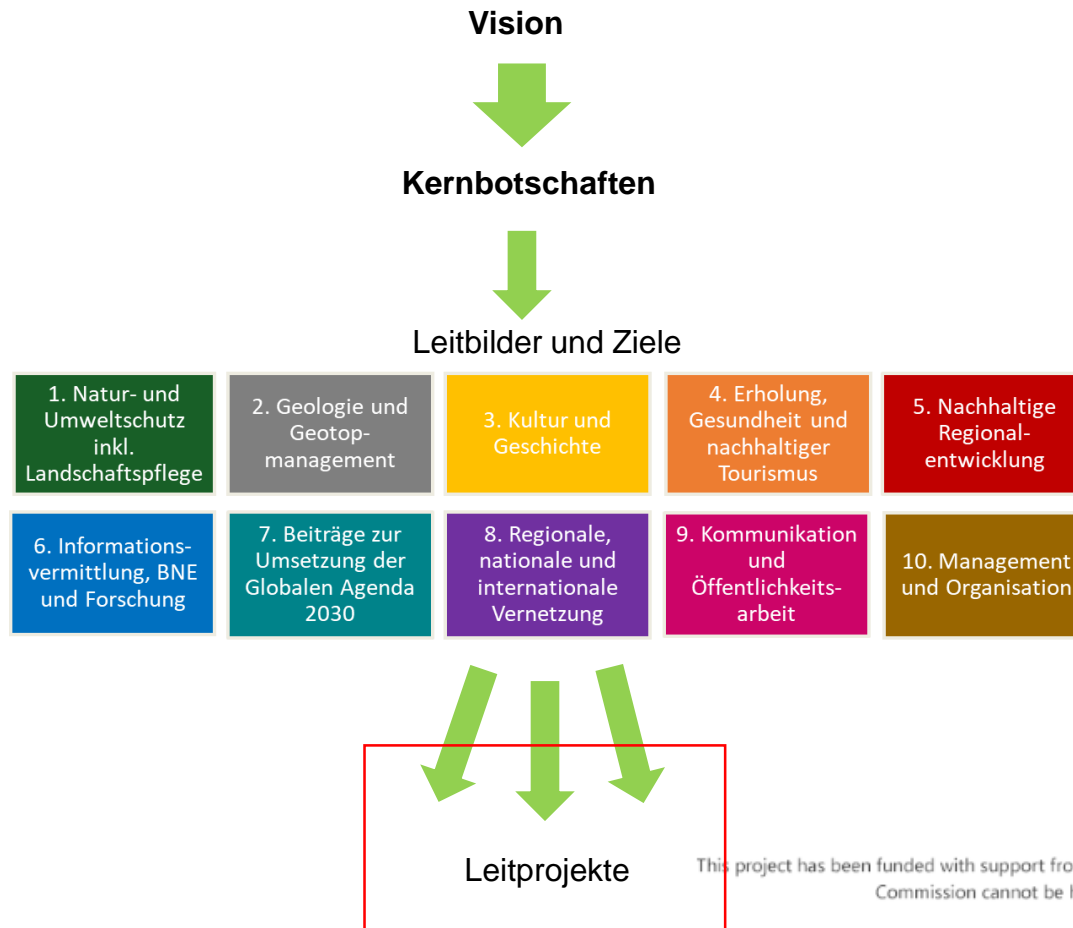 Vision
Kernbotschaften
Leitbilder und Ziele
1. Natur- und
Umweltschutz
inkl.
Landschaftspflege
2. Geologie und
Geotop-
management
3. Kultur und
Geschichte
4. Erholung,
Gesundheit und
nachhaltiger
Tourismus
5. Nachhaltige
Regional-
entwicklung
6. Informations-
vermittlung, BNE
und Forschung
7. Beiträge zur
Umsetzung der
Globalen Agenda
2030
8. Regionale,
nationale und
internationale
Vernetzung
9. Kommunikation
und
Öffentlichkeits-
arbeit
10. Management
und Organisation
Leitprojekte
This project has been funded with support
Commission cannot be